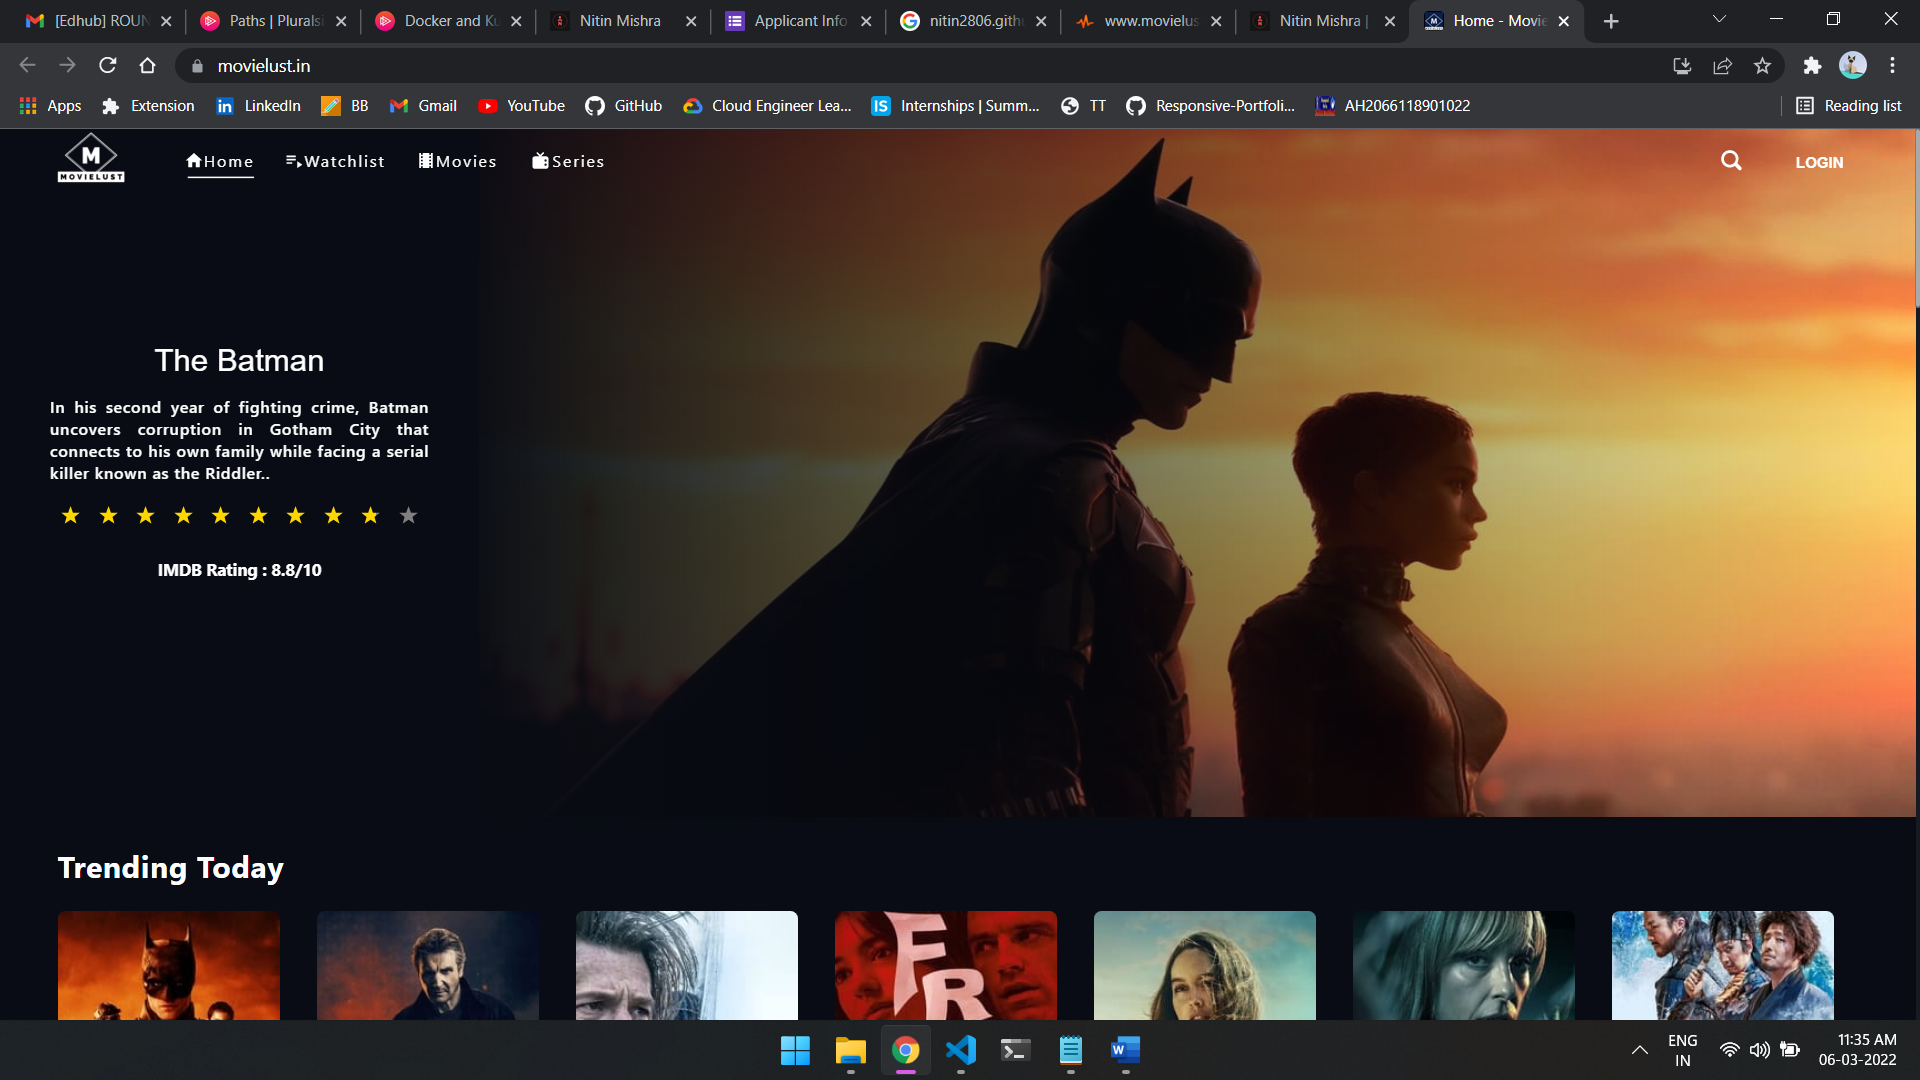 [Edhub] ROUN
Paths | Pluralsi
Docker and Ku
Nitin Mishra
Applicant Info
nitin2806.gith
www.movielus
Nitin Mishra |
Home - Movie
movielust.in
Apps
Extension
LinkedIn
BB
Gmail
YouTube
GitHub
Cloud Engineer Lea...
IS
Internships | Summ...
TT
Responsive-Portfoli...
AH2066118901022
Reading list
M
MOVIELUST
Home
Watchlist
Movies
Series
LOGIN
The Batman
In his second year of fighting crime, Batman
uncovers corruption in Gotham City that
connects to his own family while facing a serial
killer known as the Riddler..
IMDB Rating : 8.8/10
Trending Today
FR
W
ENG
IN
11:35 AM
06-03-2022